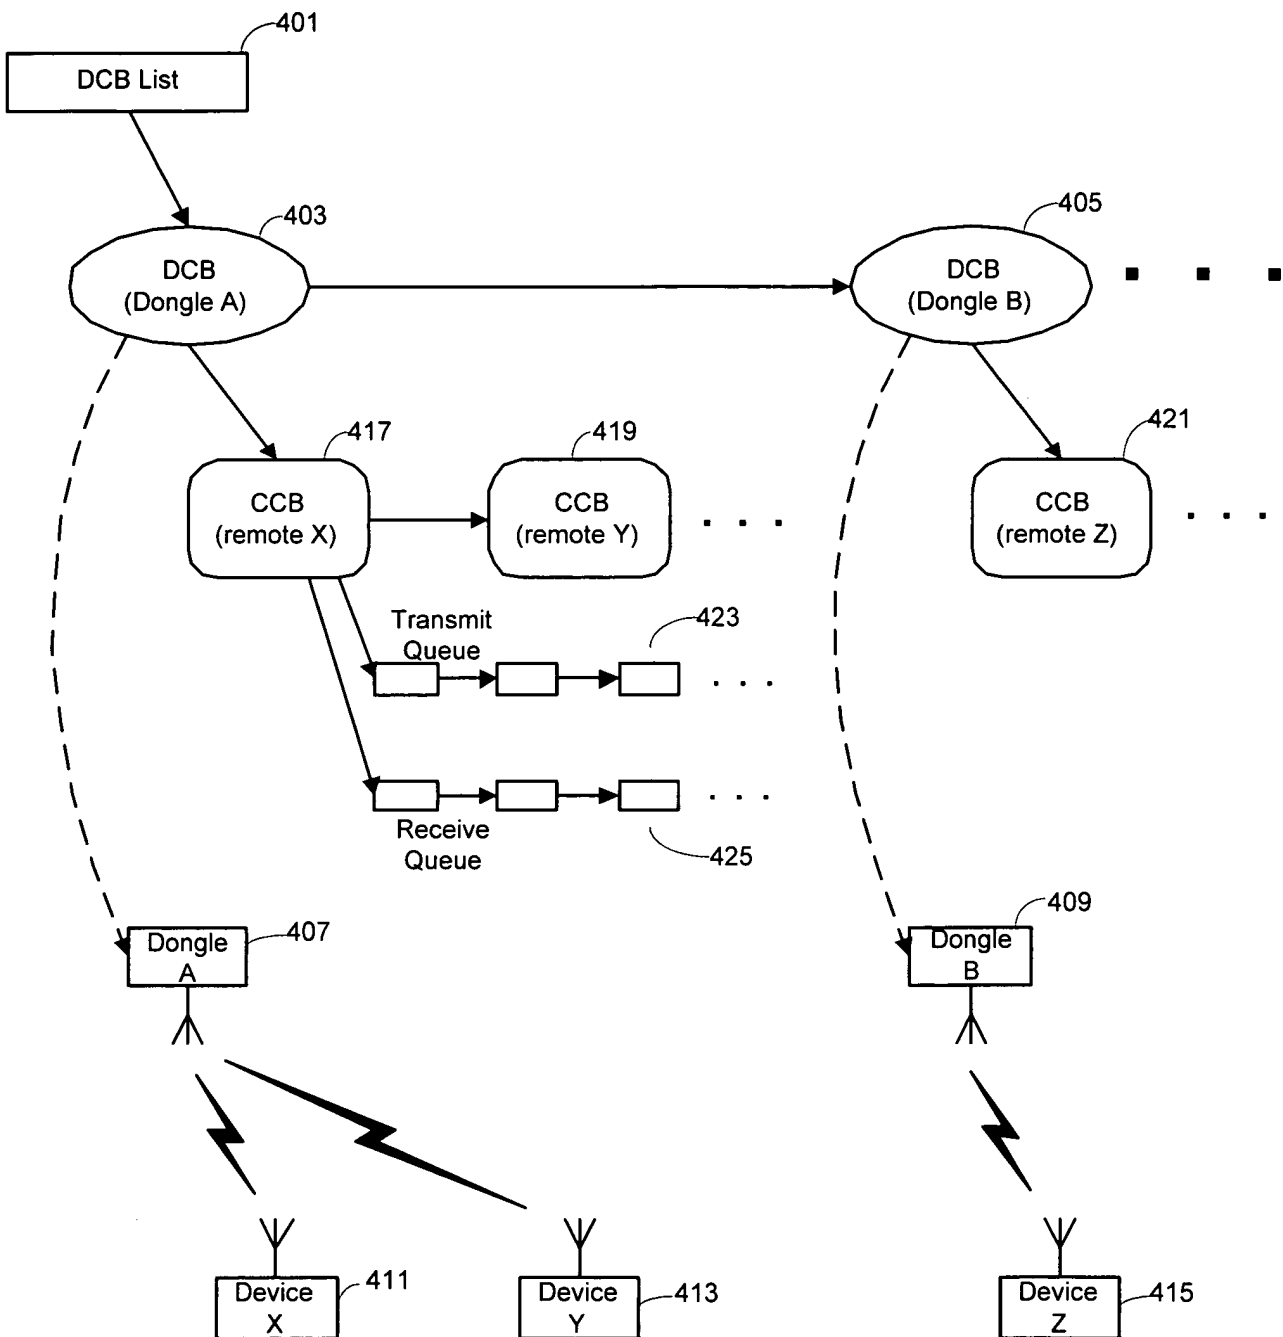 401
DCB List
403
DCB
(Dongle A)
405
DCB
(Dongle B)
417
CCB
(remote X)
419
CCB
(remote Y)
421
CCB
(remote Z)
Transmit
Queue
423
Receive
Queue
425
407
Dongle
A
409
Dongle
B
Device
X
411
Device
Y
413
Device
Z
415